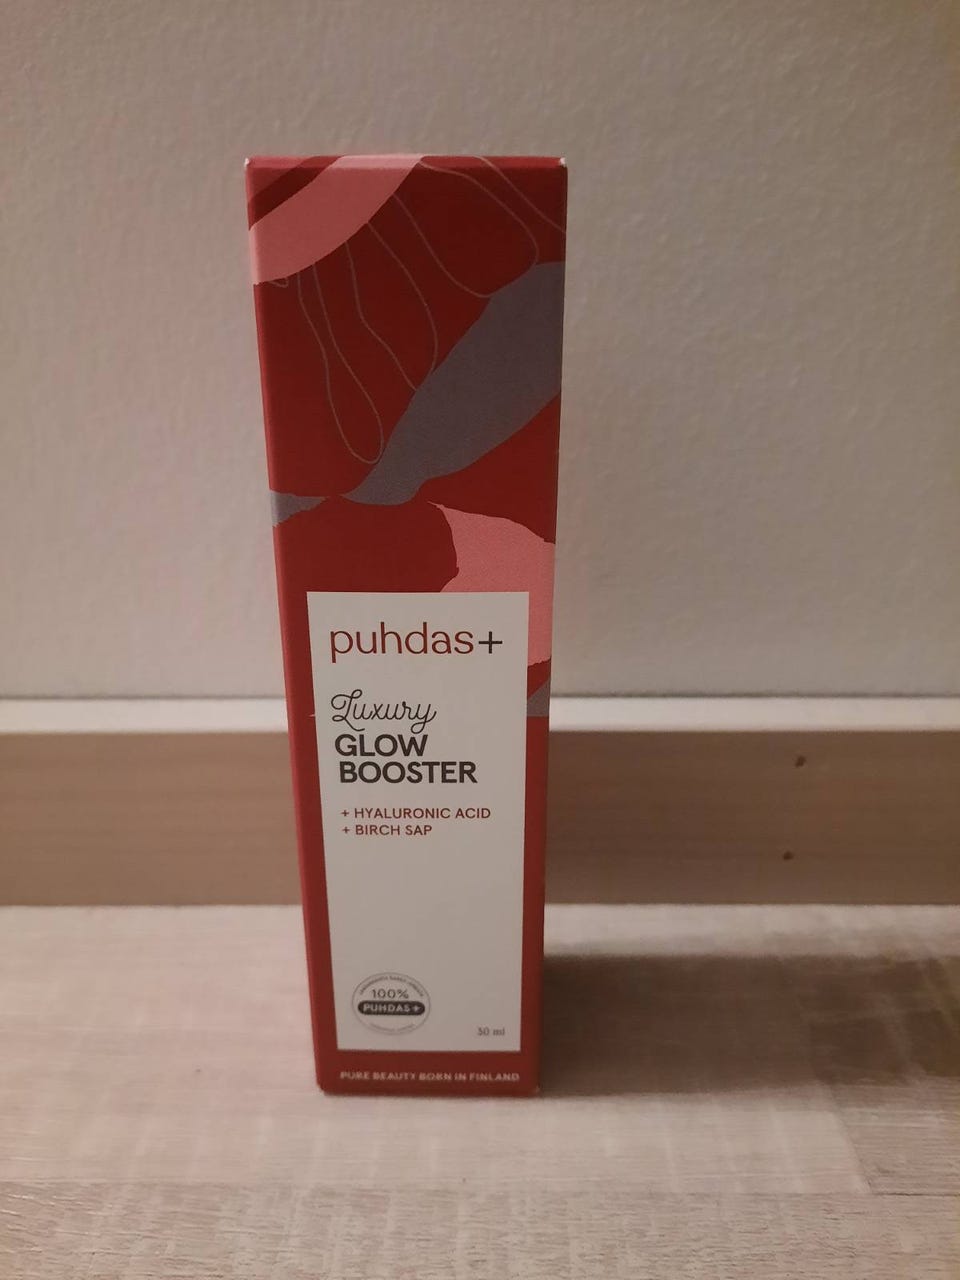 puhdas+
Luxury
GLOW
BOOSTER
+ HYALURONIC ACID
+ BIRCH SAP
100%
PUHDAS+
30 ml
PURE BEAUTY BORN IN FINLAND